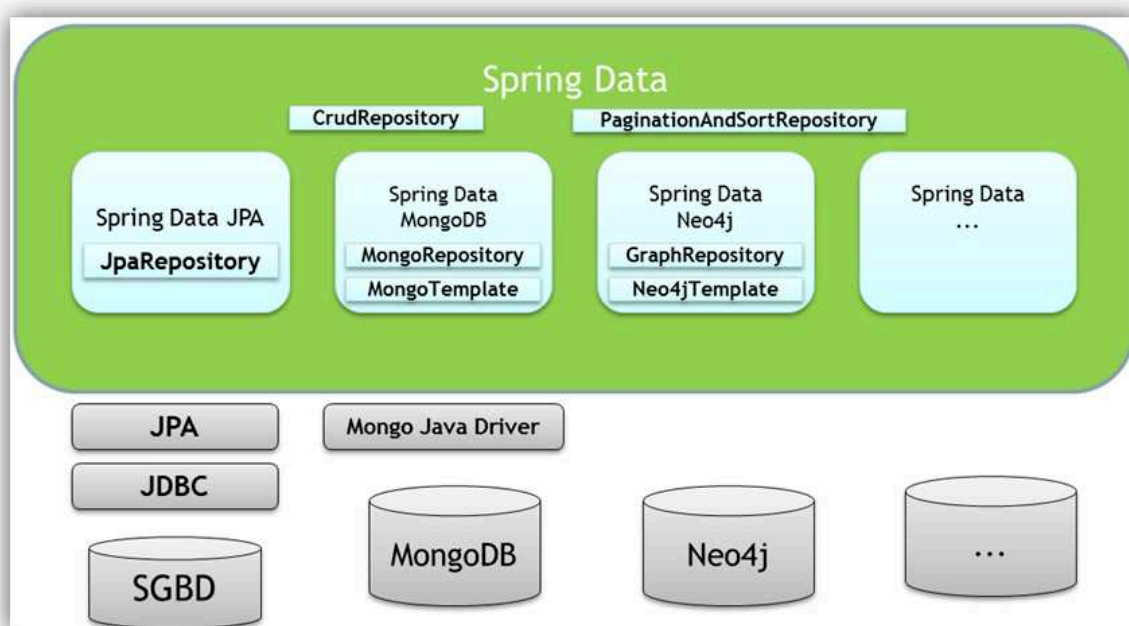 Spring Data
CrudRepository
PaginationAndSortRepository
Spring Data JPA
JpaRepository
Spring Data
MongoDB
MongoRepository
MongoTemplate
Spring Data
Neo4j
GraphRepository
Neo4jTemplate
Spring Data
...
JPA
JDBC
SGBD
Mongo Java Driver
MongoDB
Neo4j
...